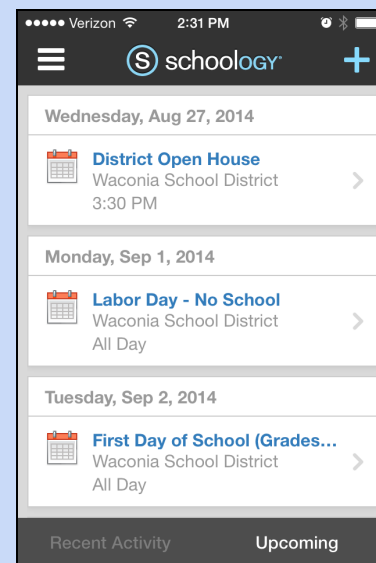 Verizon 2:31 PM
S schoology
Wednesday, Aug 27, 2014
District Open House
Waconia School District
3:30 PM
Monday, Sep 1, 2014
Labor Day - No School
Waconia School District
All Day
Tuesday, Sep 2, 2014
First Day of School (Grades...
Waconia School District
All Day
Recent Activity Upcoming